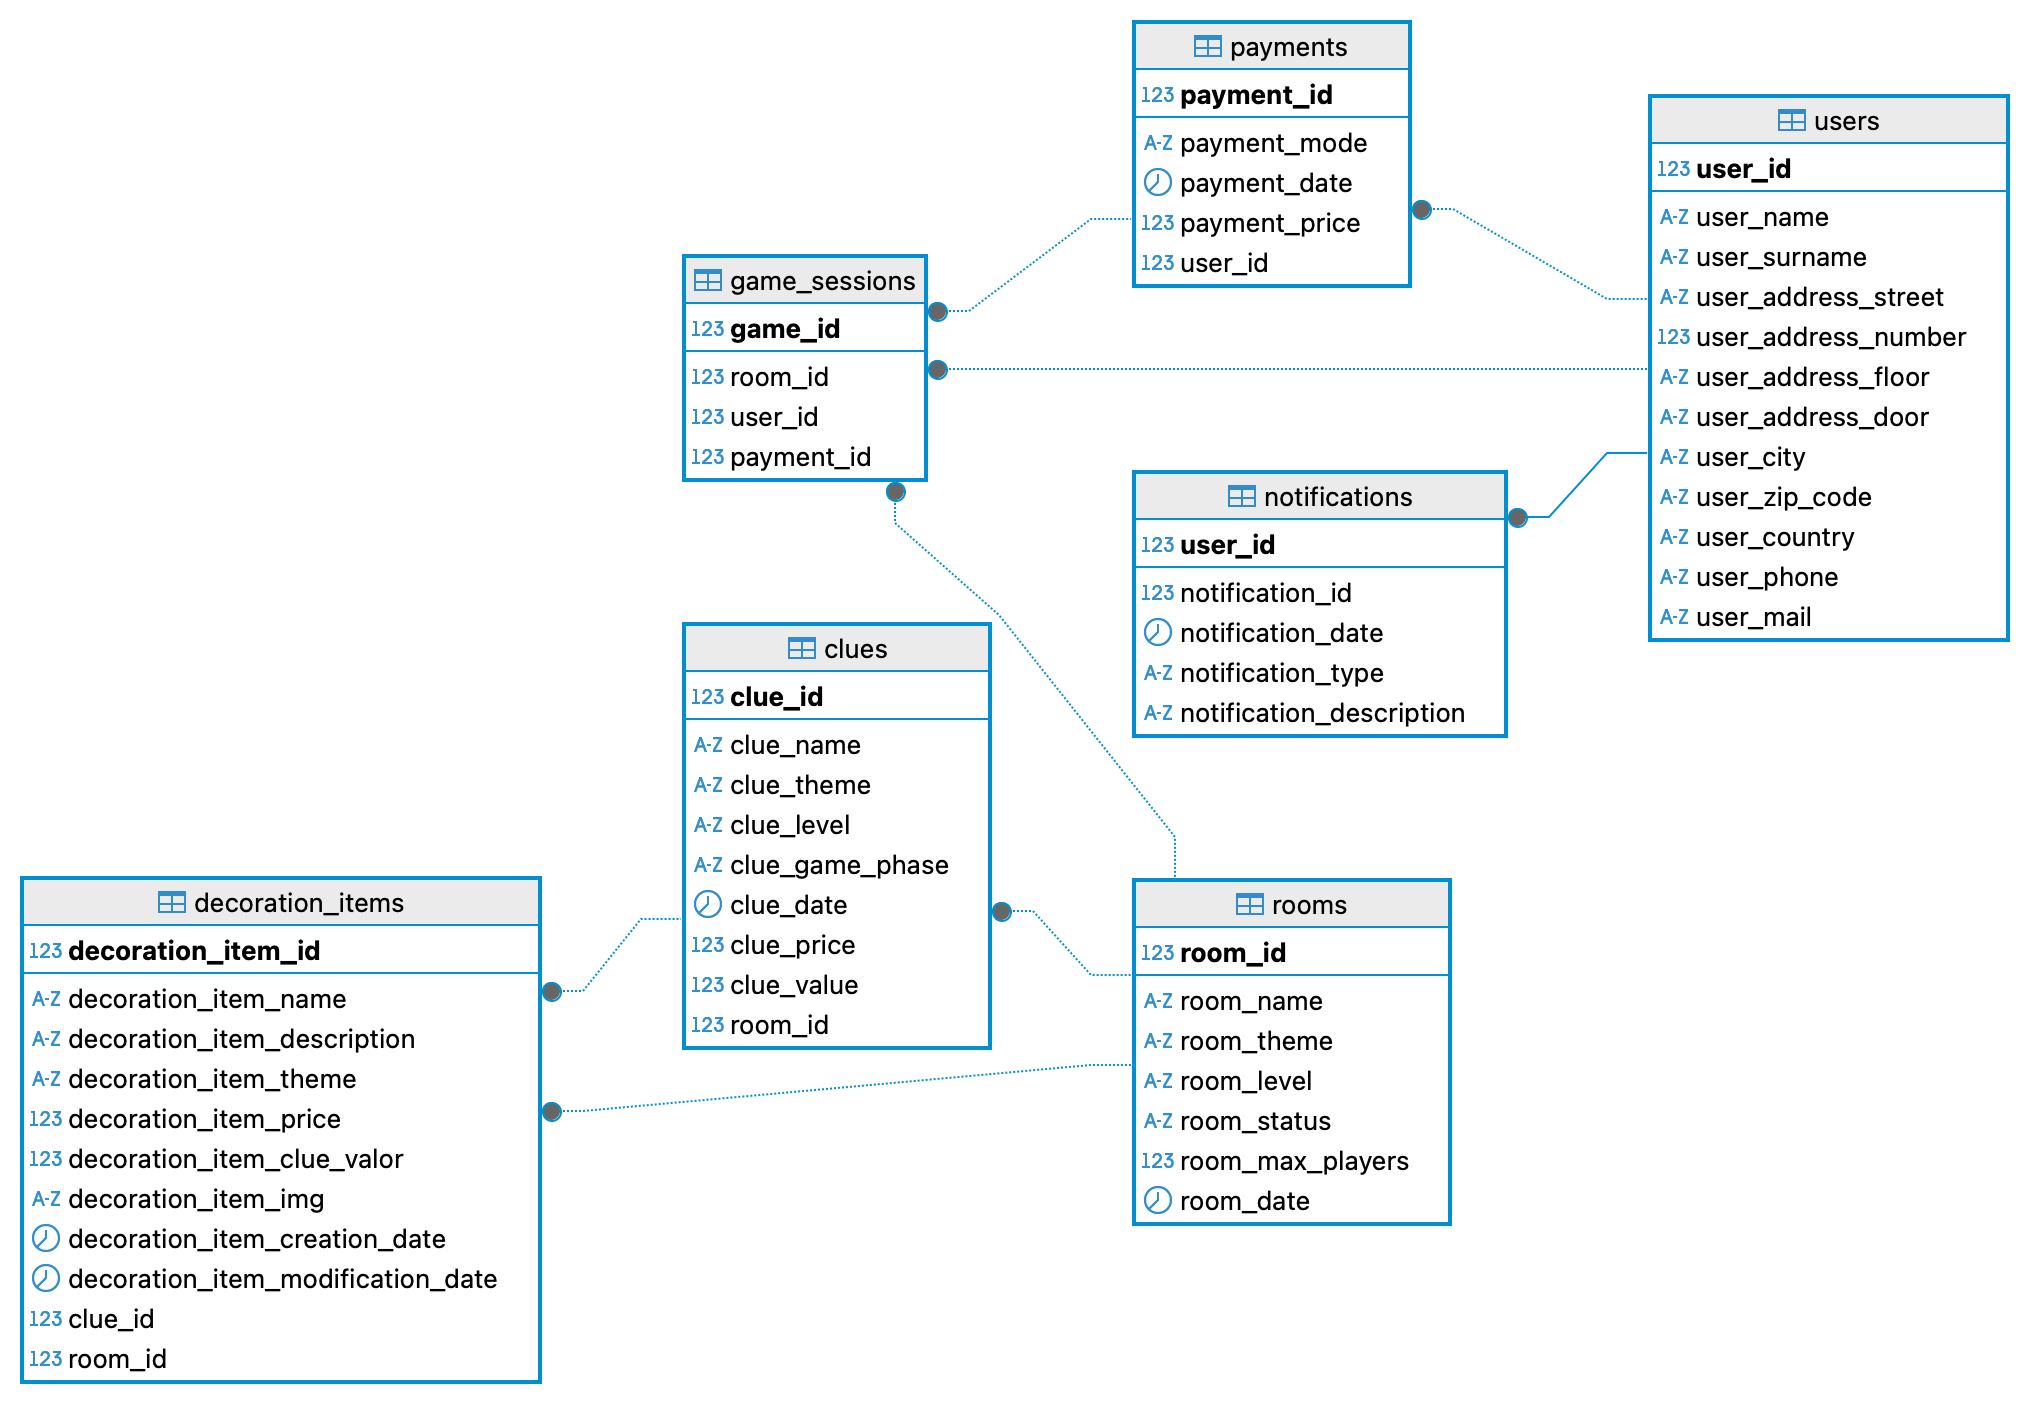 payments
123 payment_id
A-Z payment_mode
payment_date
123 payment_price
123 user_id
users
123 user_id
A-Z user_name
A-Z user_surname
A-Z user_address_street
123 user_address_number
A-Z user_address_floor
A-Z user_address_door
A-Z user_city
A-Z user_zip_code
A-Z user_country
A-Z user_phone
A-Z user_mail
game_sessions
123 game_id
123 room_id
123 user_id
123 payment_id
notifications
123 user_id
123 notification_id
notification_date
A-Z notification_type
A-Z notification_description
clues
123 clue_id
A-Z clue_name
A-Z clue_theme
A-Z clue_level
A-Z clue_game_phase
clue_date
123 clue_price
123 clue_value
123 room_id
decoration_items
123 decoration_item_id
A-Z decoration_item_name
A-Z decoration_item_description
A-Z decoration_item_theme
123 decoration_item_price
123 decoration_item_clue_valor
A-Z decoration_item_img
decoration_item_creation_date
decoration_item_modification_date
123 clue_id
123 room_id
rooms
123 room_id
A-Z room_name
A-Z room_theme
A-Z room_level
A-Z room_status
123 room_max_players
room_date